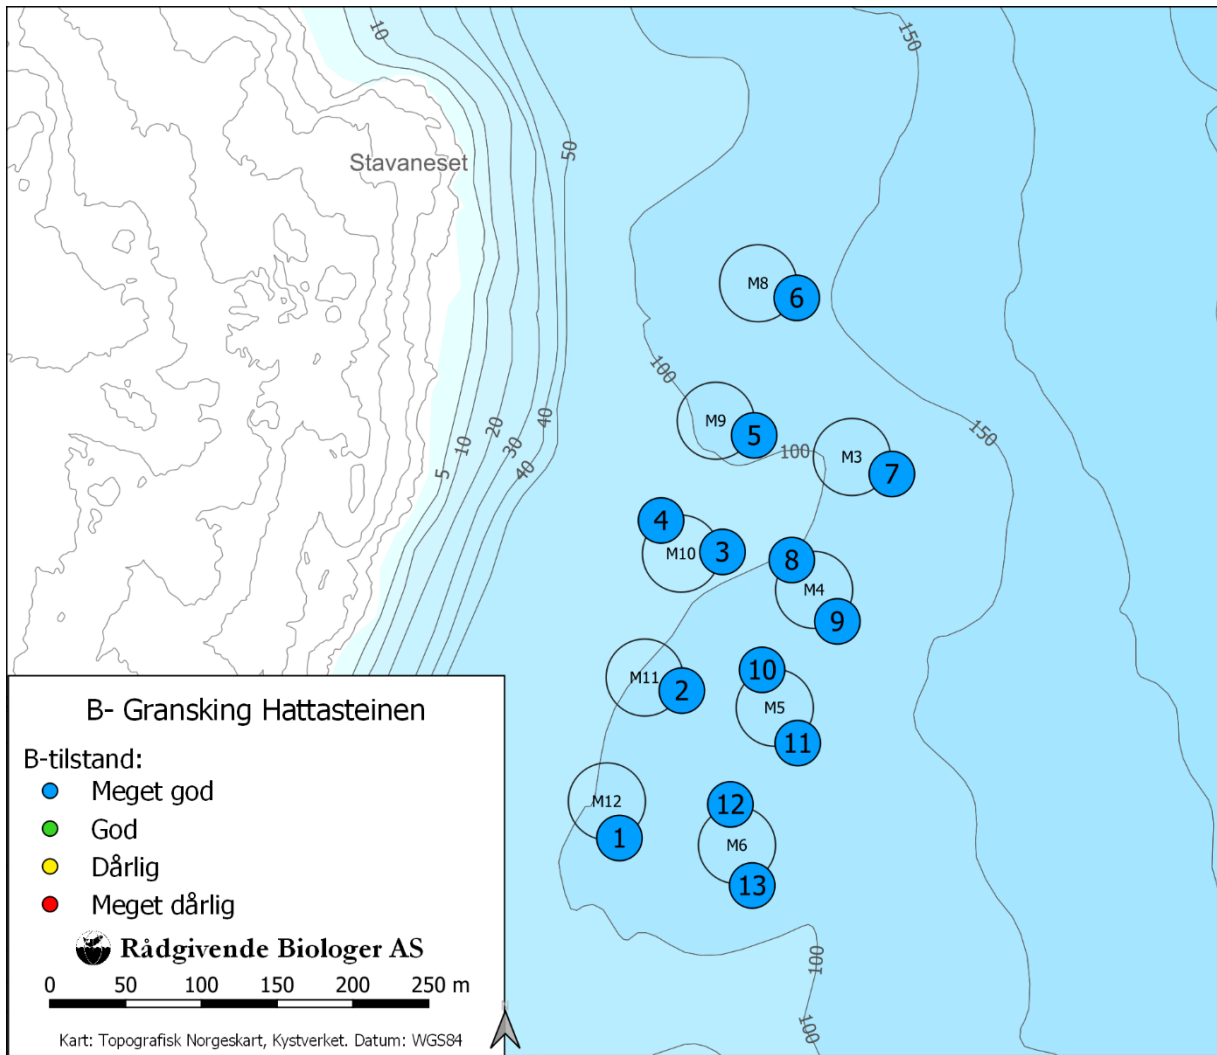 10
150
50
Stavaneset
M8
6
100
M9
5
40
20
10
30
5
40
100
M3
7
150
4
M10
3
8
M4
9
M11
2
10
M5
11
M12
1
12
M6
13
100
B- Gransking Hattasteinen
B-tilstand:
Meget god
God
Dårlig
Meget dårlig
Rådgivende Biologer AS
0 50 100 150 200 250 m
N
Kart: Topografisk Norgeskart, Kystverket. Datum: WGS84